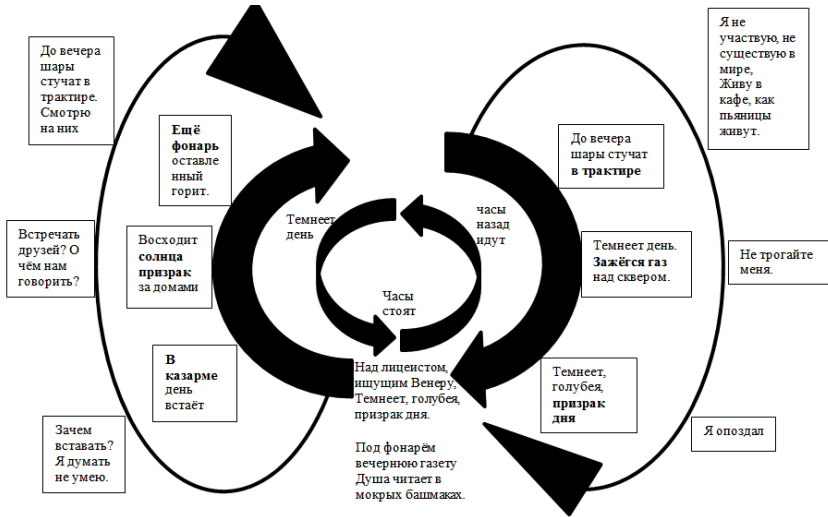 До вечера
шары
стучат в
трактире.
Смотрю
на них
Ещё
фонарь
оставле
нный
горит.
Встречать
друзей? О
чём нам
говорить?
Восходит
солнца
призрак
за домами
В
казарме
день
встаёт
Зачем
вставать?
Я думать
не умею.
Темнеет
день
часы
назад
идут
Часы
стоят
Над лицеистом,
ищущим Венеру,
Темнеет, голубея,
призрак дня.
Под фонарём
вечернюю газету
Душа читает в
мокрых башмаках.
Я не
участвую, не
существую в
мире,
Живу в
кафе, как
пьяницы
живут.
До вечера
шары стучат
в трактире
Темнеет день.
Зажёгся газ
над сквером.
Не трогайте
меня.
Темнеет,
голубея,
призрак
дня
Я опоздал